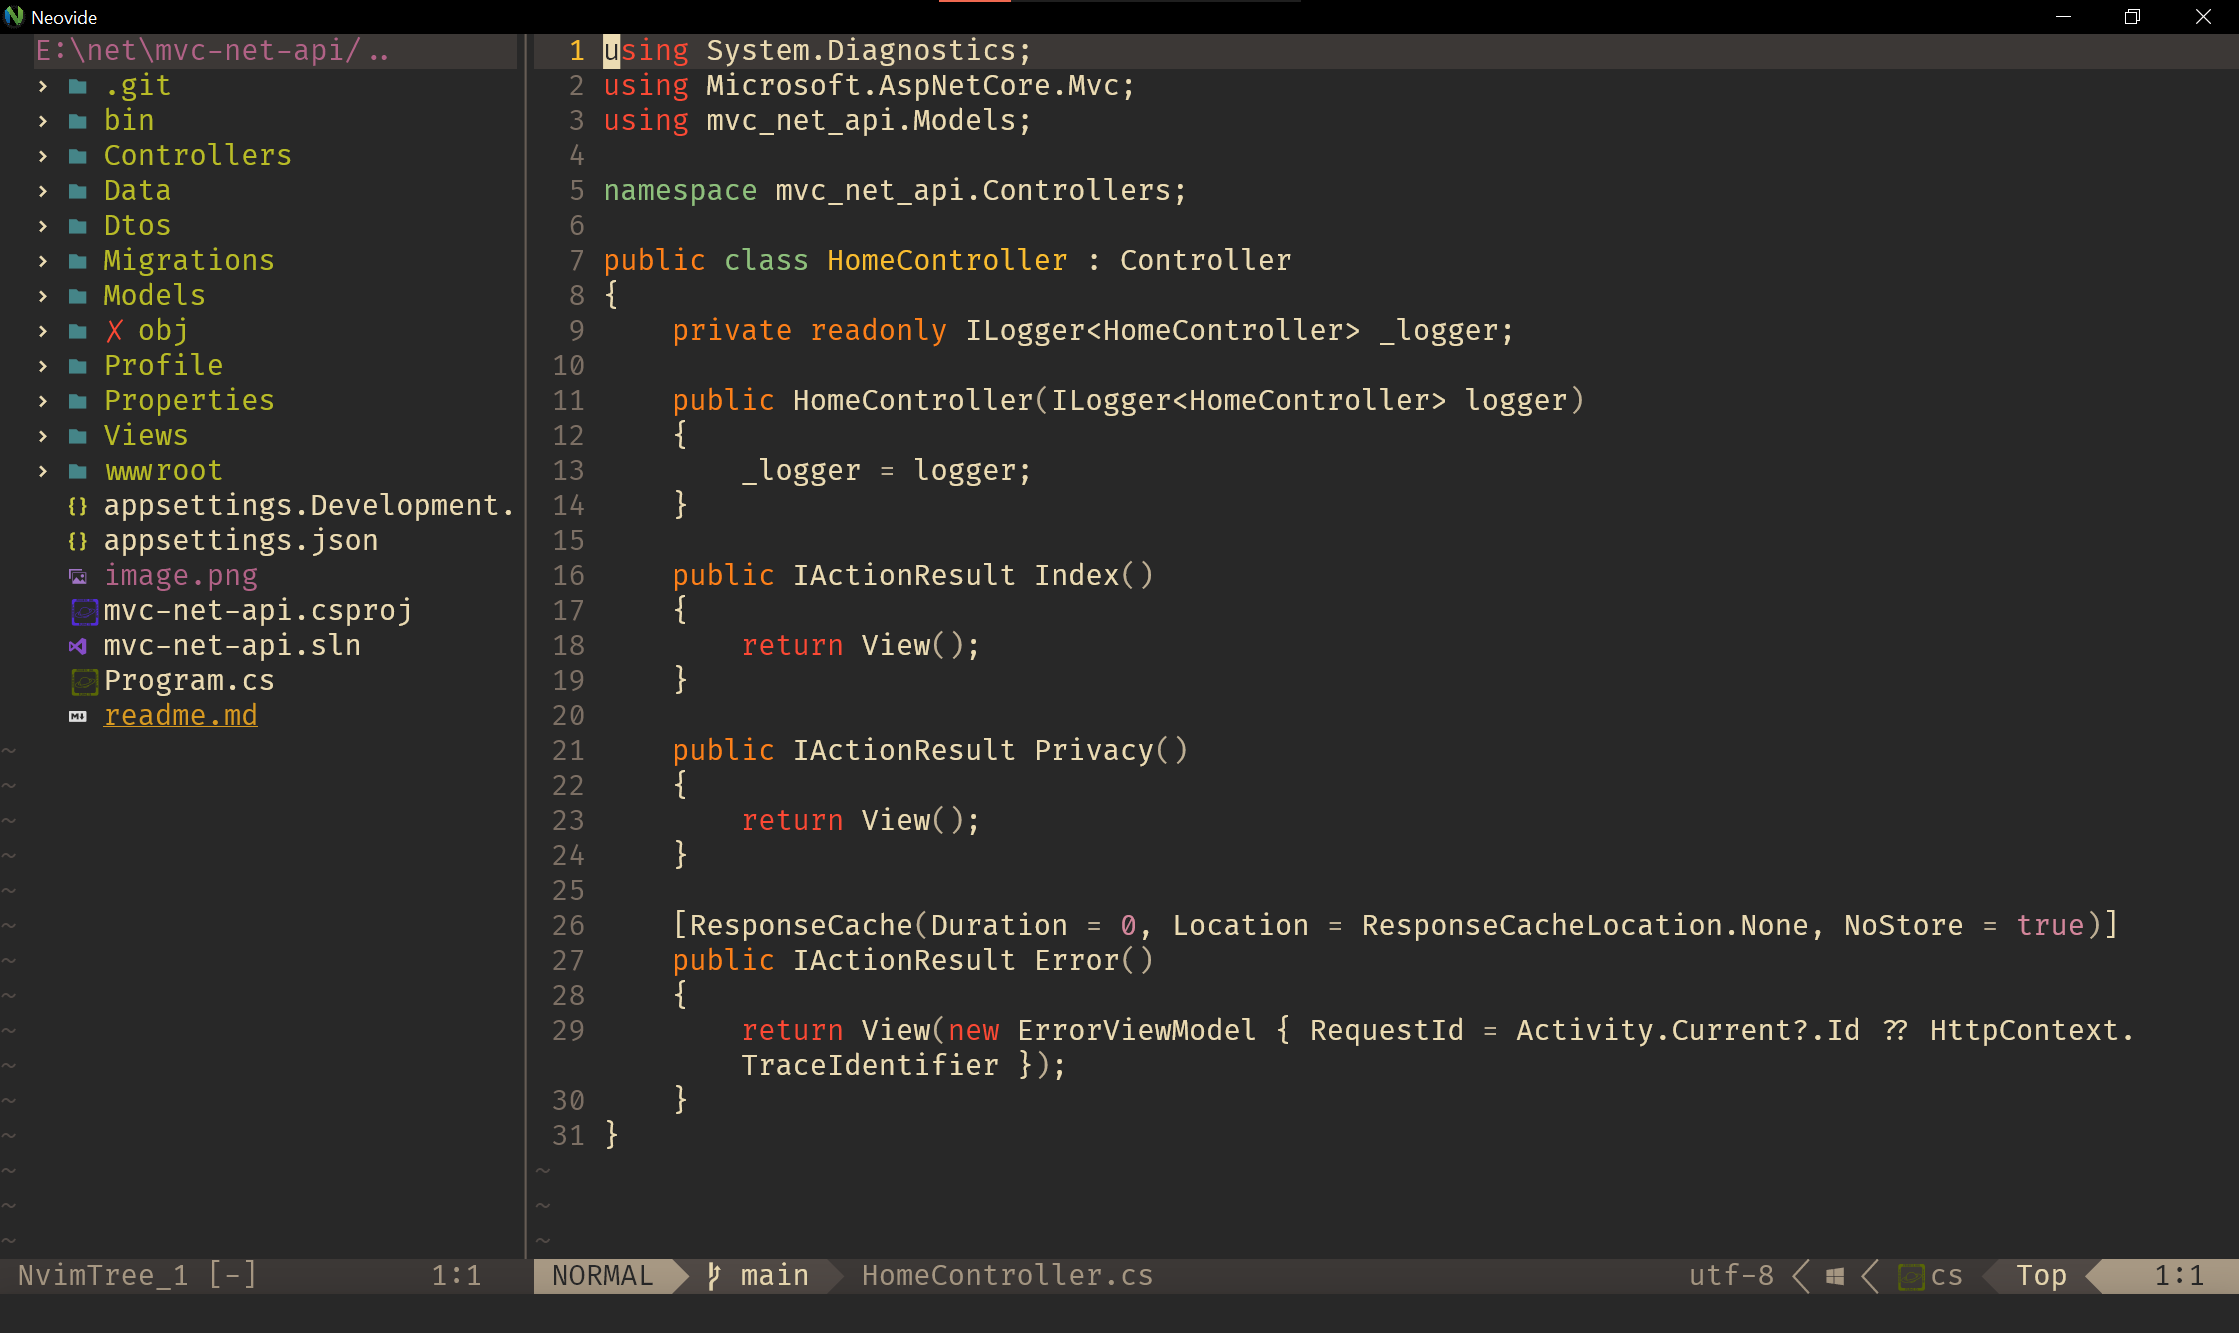 Neovide
E:\net\mvc-net-api/..
.git
bin
Controllers
Data
Dtos
Migrations
Models
✗ obj
Profile
Properties
Views
wwwroot
{} appsettings.Development.
{} appsettings.json
image.png
mvc-net-api.csproj
mvc-net-api.sln
Program.cs
readme.md
1 using System.Diagnostics;
2 using Microsoft.AspNetCore.Mvc;
3 using mvc_net_api.Models;
4
5 namespace mvc_net_api.Controllers;
6
7 public class HomeController : Controller
8 {
9     private readonly ILogger<HomeController> _logger;
10
11     public HomeController(ILogger<HomeController> logger)
12     {
13         _logger = logger;
14     }
15
16     public IActionResult Index()
17     {
18         return View();
19     }
20
21     public IActionResult Privacy()
22     {
23         return View();
24     }
25
26     [ResponseCache(Duration = 0, Location = ResponseCacheLocation.None, NoStore = true)]
27     public IActionResult Error()
28     {
29         return View(new ErrorViewModel { RequestId = Activity.Current?.Id ?? HttpContext.
TraceIdentifier });
30     }
31 }
NvimTree_1 [-] 1:1
NORMAL main HomeController.cs utf-8 cs Top 1:1